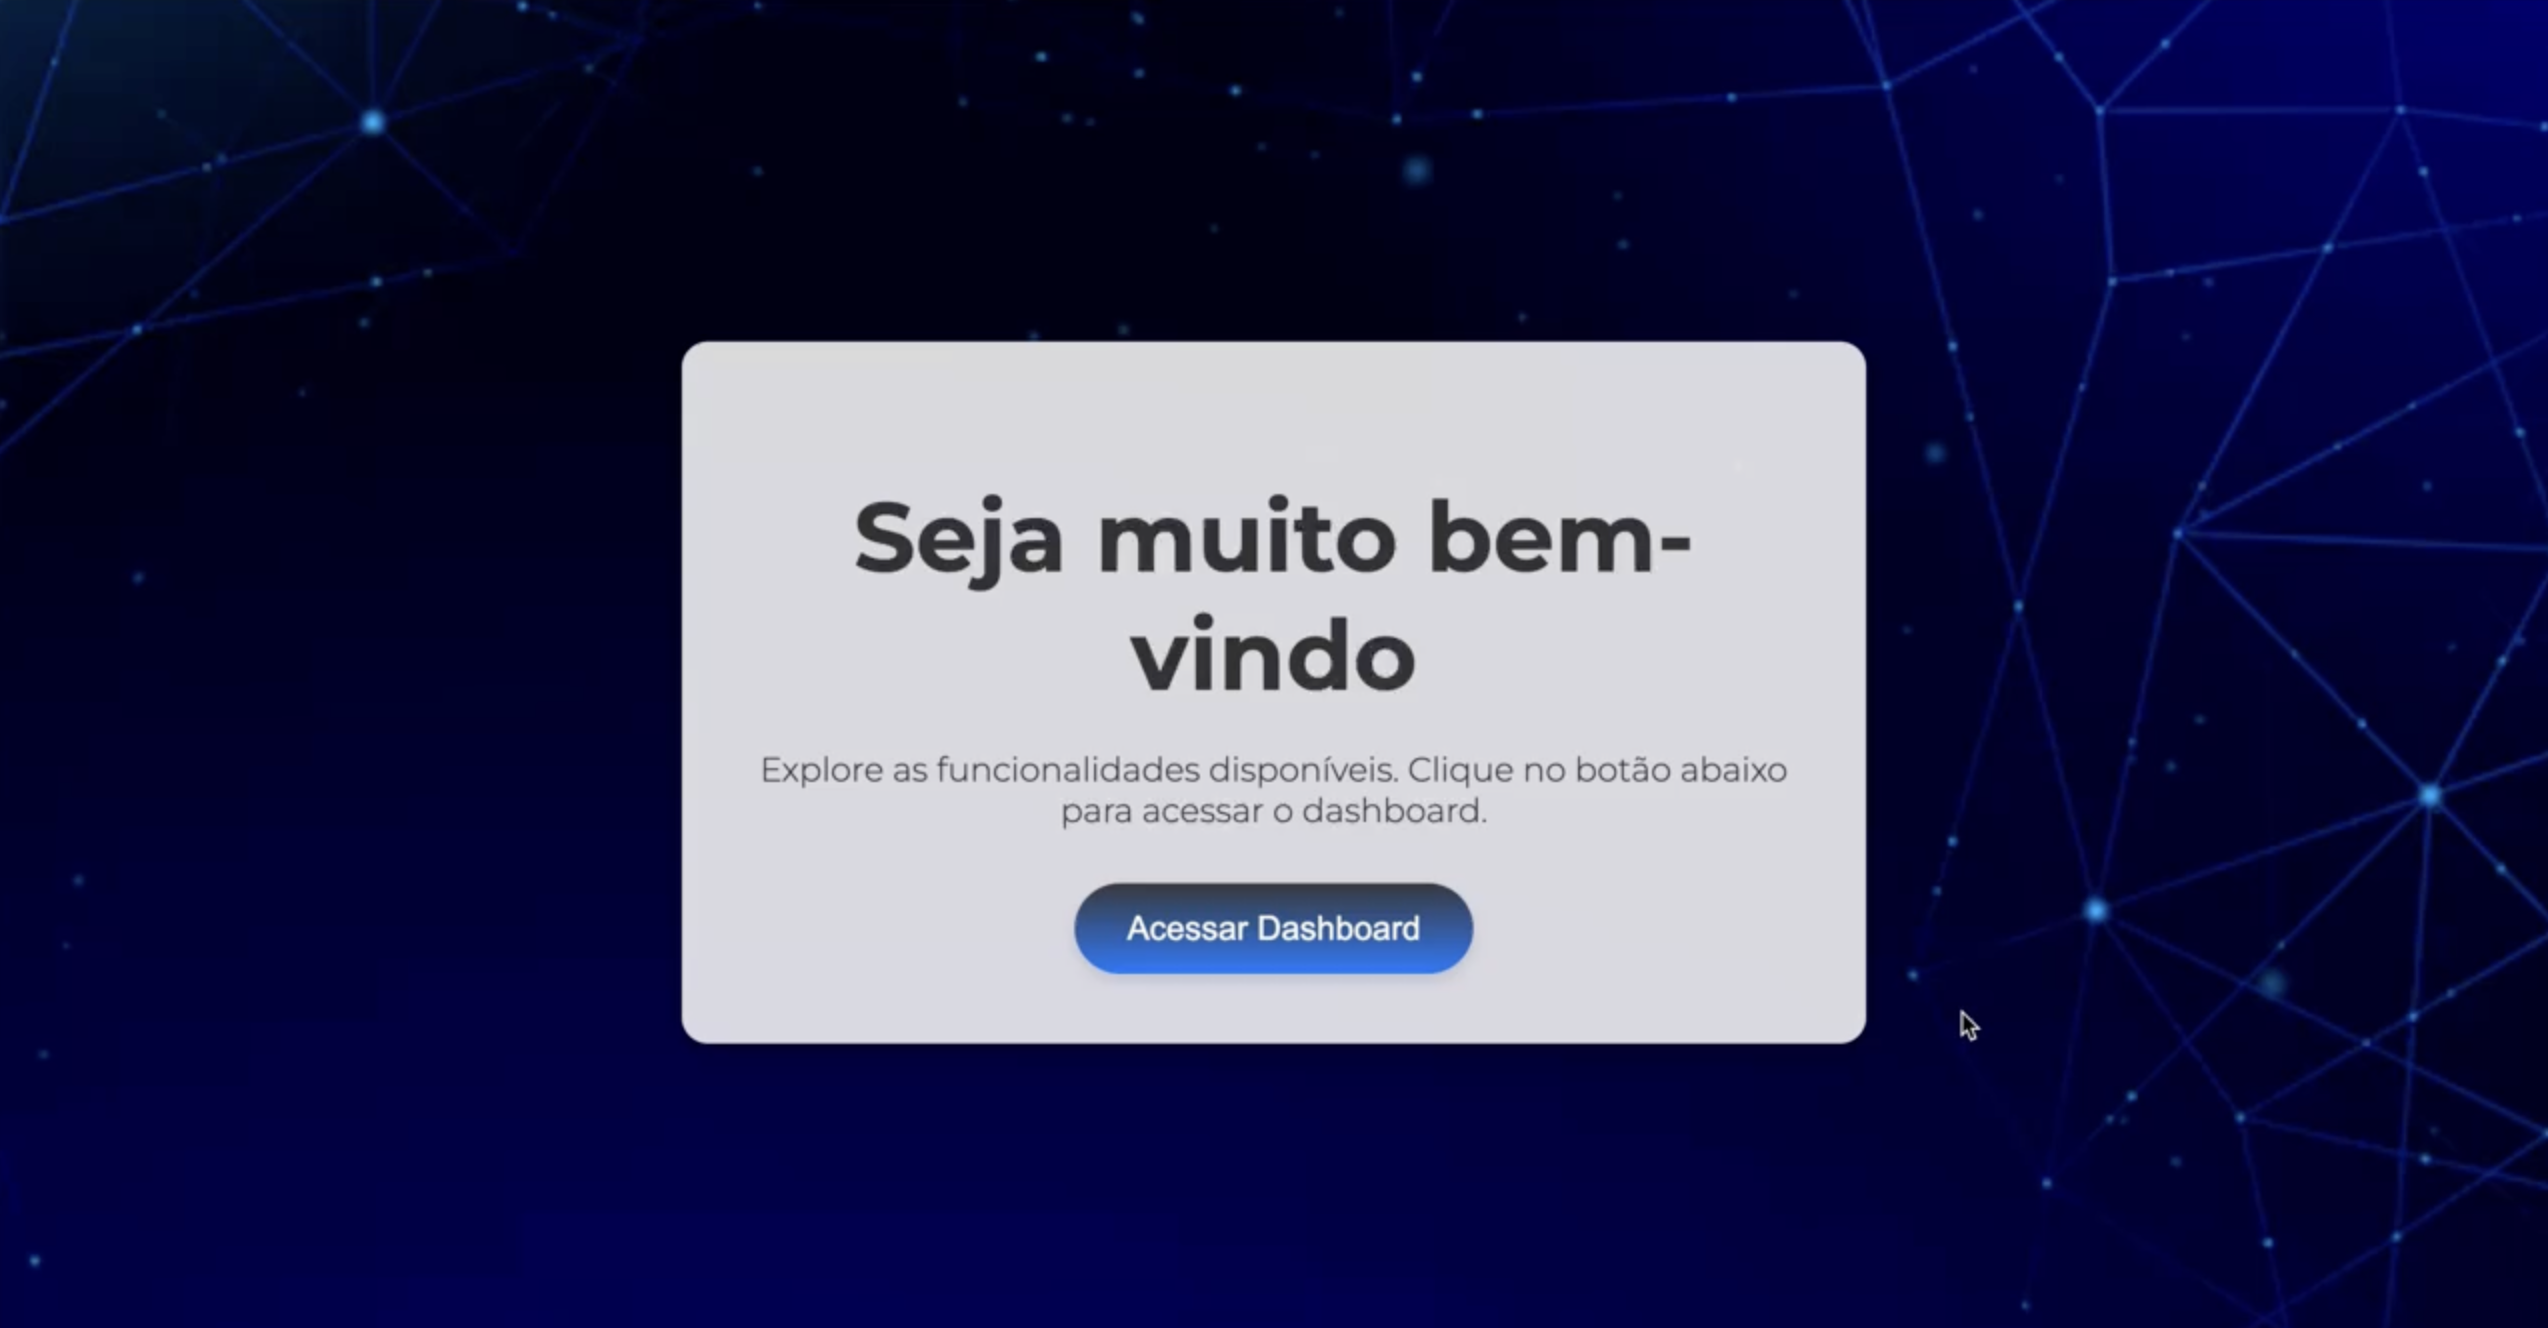 Seja muito bem-
vindo
Explore as funcionalidades disponíveis. Clique no botão abaixo
para acessar o dashboard.
Acessar Dashboard